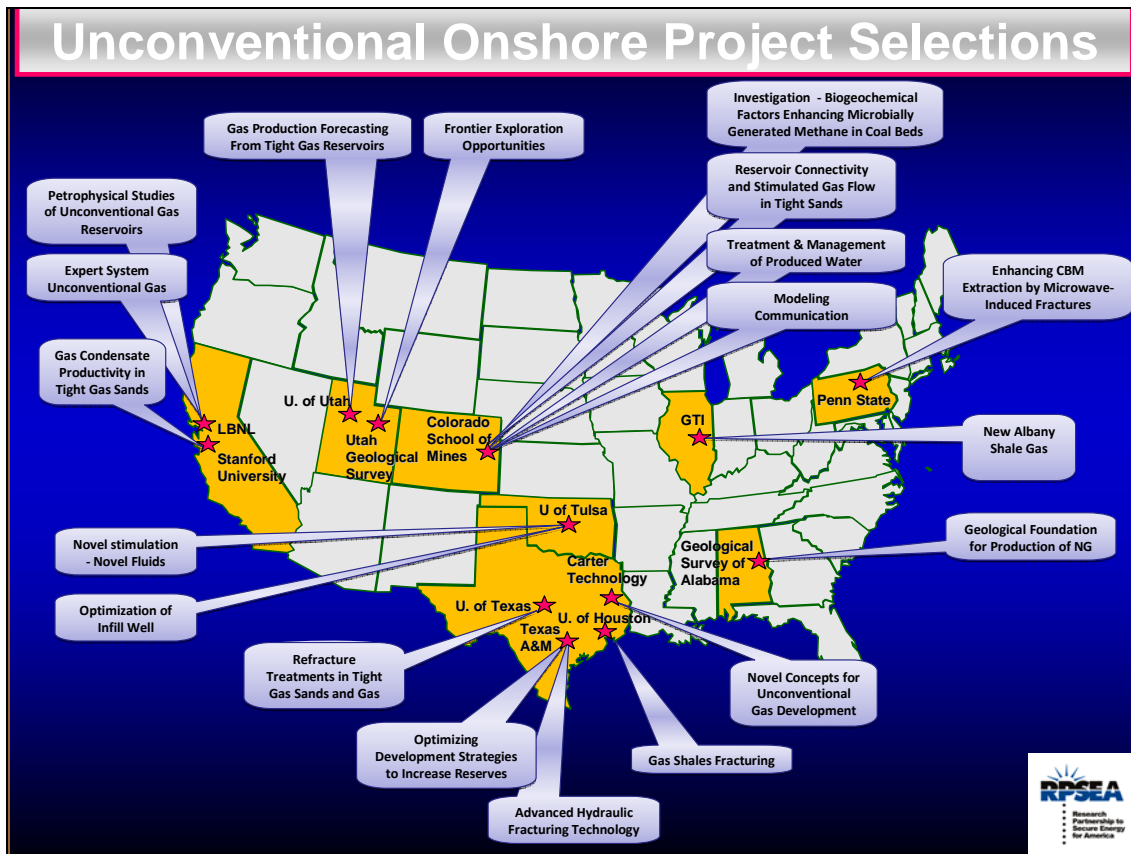 Unconventional Onshore Project Selections
Investigation - Biogeochemical
Factors Enhancing Microbially
Generated Methane in Coal Beds
Gas Production Forecasting
From Tight Gas Reservoirs
Frontier Exploration
Opportunities
Reservoir Connectivity
and Stimulated Gas Flow
in Tight Sands
Petrophysical Studies
of Unconventional Gas
Reservoirs
Treatment & Management
of Produced Water
Expert System
Unconventional Gas
Enhancing CBM
Extraction by Microwave-
Induced Fractures
Modeling
Communication
Gas Condensate
Productivity in
Tight Gas Sands
U. of Utah
Penn State
LBNL
Stanford
University
Utah
Geological
Survey
Colorado
School of
Mines
GTI
New Albany
Shale Gas
U of Tulsa
Novel stimulation
- Novel Fluids
Geological
Survey of
Alabama
Geological Foundation
for Production of NG
Carter
Technology
Optimization of
Infill Well
U. of Texas
U. of Houston
Texas
A&M
Refracture
Treatments in Tight
Gas Sands and Gas
Novel Concepts for
Unconventional
Gas Development
Optimizing
Development Strategies
to Increase Reserves
Gas Shales Fracturing
Advanced Hydraulic
Fracturing Technology
RPSEA
Research
Partnership to
Secure Energy
for America